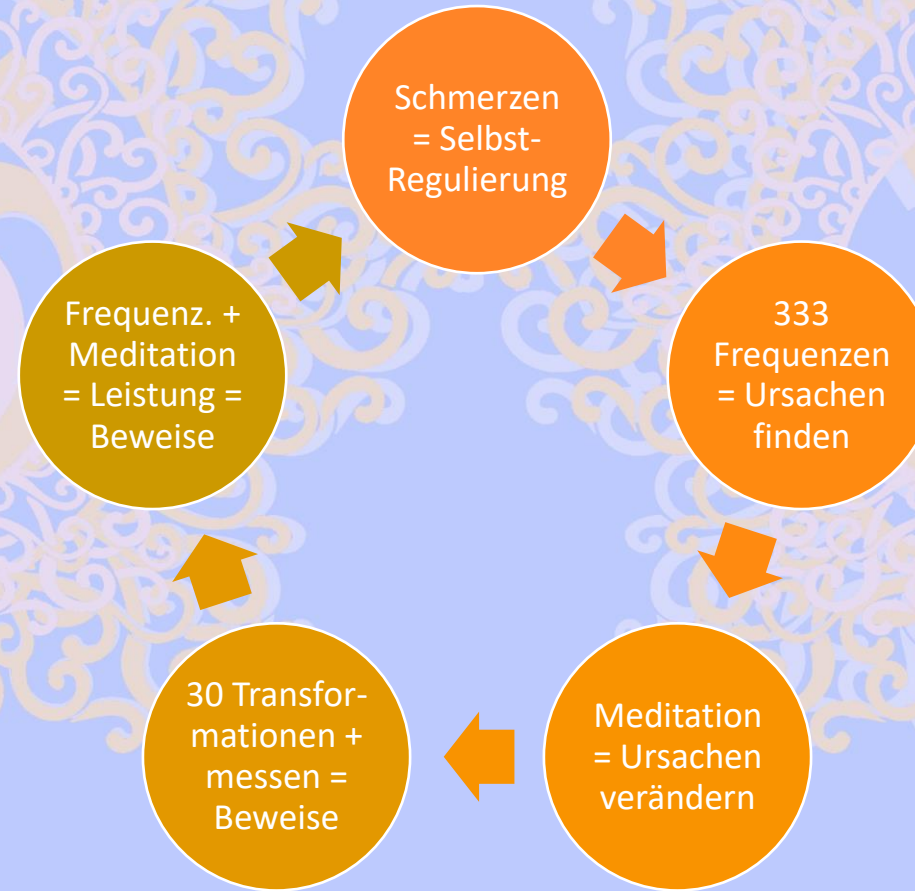 Schmerzen
= Selbst-
Regulierung
333
Frequenzen
= Ursachen
finden
Meditation
= Ursachen
verändern
30 Transfor-
mationen +
messen =
Beweise
Frequenz. +
Meditation
= Leistung =
Beweise